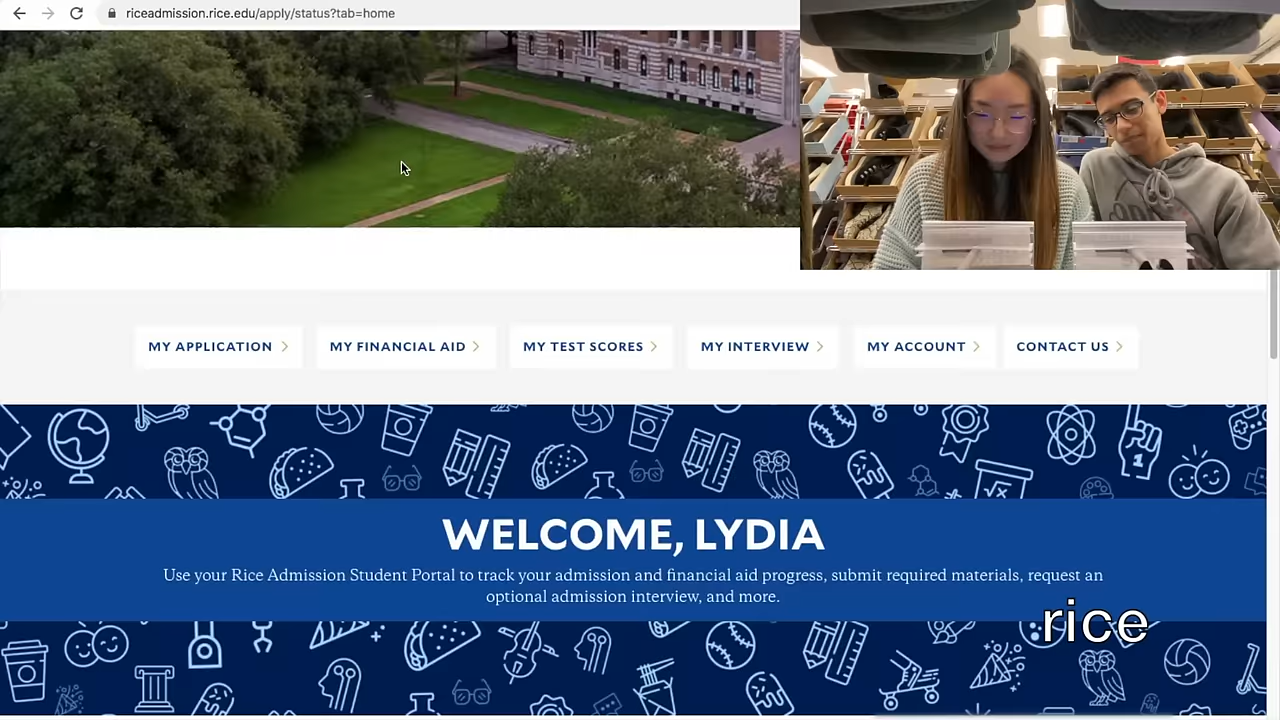 riceadmission.rice.edu/apply/status?tab=home
MY APPLICATION
MY FINANCIAL AID
MY TEST SCORES
MY INTERVIEW
MY ACCOUNT
CONTACT US
WELCOME, LYDIA
Use your Rice Admission Student Portal to track your admission and financial aid progress, submit required materials, request an
optional admission interview, and more.
rice